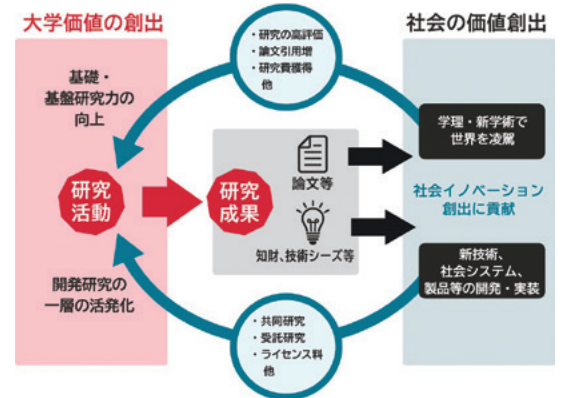 大学価値の創出
社会の価値創出
・研究の高評価
・論文引用増
・研究費獲得
他
基礎・
基盤研究力の
向上
学理・新学術で
世界を凌駕
論文等
研究
活動
研究
成果
社会イノベーション
創出に貢献
知財、技術シーズ等
開発研究の
一層の活発化
新技術、
社会システム、
製品等の開発・実装
・共同研究
・受託研究
・ライセンス料
他